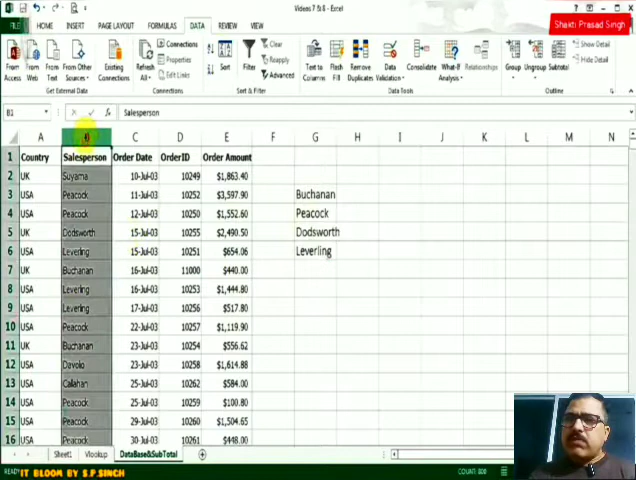 Videos 7 & 8 - Excel
Shakti Prasad Singh
FILE HOME INSERT PAGE LAYOUT FORMULAS DATA REVIEW VIEW
From Access
From Web
From Text
From Other Sources
Existing Connections
Get External Data
Refresh All
Connections
Properties
Edit Links
Connections
Sort
Filter
Clear
Reapply
Advanced
Sort & Filter
Text to Columns
Flash Fill
Remove Duplicates
Data Validation
Consolidate
What-If Analysis
Relationships
Data Tools
Group
Ungroup
Subtotal
Show Detail
Hide Detail
Outline
B1 fx Salesperson
A B C D E F G H I J K L M N
1 Country Salesperson Order Date OrderID Order Amount
2 UK Suyama 10-Jul-03 10249 $1,863.40
3 USA Peacock 11-Jul-03 10252 $3,597.90 Buchanan
4 USA Peacock 12-Jul-03 10250 $1,552.60 Peacock
5 UK Dodsworth 15-Jul-03 10255 $2,490.50 Dodsworth
6 USA Leverling 15-Jul-03 10251 $654.06 Leverling
7 UK Buchanan 16-Jul-03 11000 $440.00
8 USA Leverling 16-Jul-03 10253 $1,444.80
9 USA Leverling 17-Jul-03 10256 $517.80
10 USA Peacock 22-Jul-03 10257 $1,119.90
11 UK Buchanan 23-Jul-03 10254 $556.62
12 USA Davolio 23-Jul-03 10258 $1,614.88
13 USA Callahan 25-Jul-03 10262 $584.00
14 USA Peacock 25-Jul-03 10259 $100.80
15 USA Peacock 29-Jul-03 10260 $1,504.65
16 USA Peacock 30-Jul-03 10261 $448.00
Sheet1 Vlookup DataBase&SubTotal
READY IT BLOOM BY S.P.SINGH COUNT: 800